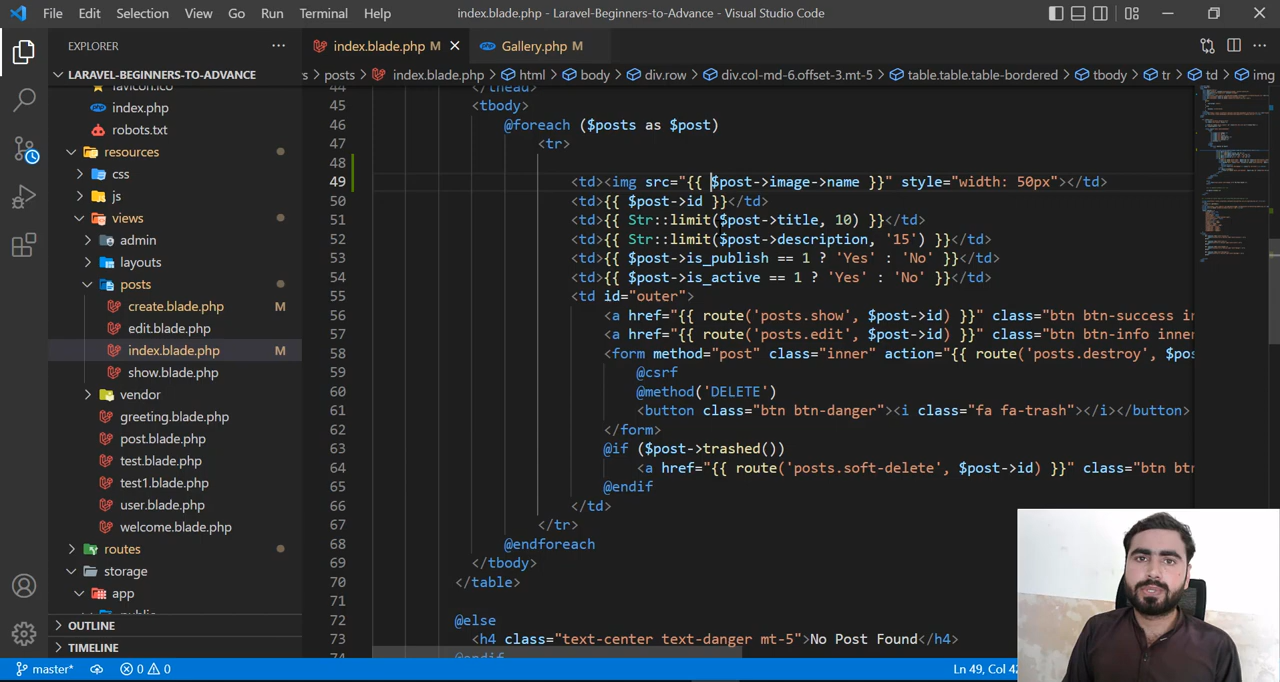 File Edit Selection View Go Run Terminal Help
index.blade.php - Laravel-Beginners-to-Advance - Visual Studio Code
EXPLORER
index.blade.php M
Gallery.php M
LARAVEL-BEGINNERS-TO-ADVANCE
s > posts > index.blade.php > html > body > div.row > div.col-md-6.offset-3.mt-5 > table.table.table-bordered > tbody > tr > td > img
favicon.ico
index.php
robots.txt
resources
css
js
views
admin
layouts
posts
create.blade.php M
edit.blade.php
index.blade.php M
show.blade.php
vendor
greeting.blade.php
post.blade.php
test.blade.php
test1.blade.php
user.blade.php
welcome.blade.php
routes
storage
app
public
OUTLINE
TIMELINE
44 </thead>
45 <tbody>
46 @foreach ($posts as $post)
47 <tr>
48
49 <td><img src="{{ $post->image->name }}" style="width: 50px"></td>
50 <td>{{ $post->id }}</td>
51 <td>{{ Str::limit($post->title, 10) }}</td>
52 <td>{{ Str::limit($post->description, '15') }}</td>
53 <td>{{ $post->is_publish == 1 ? 'Yes' : 'No' }}</td>
54 <td>{{ $post->is_active == 1 ? 'Yes' : 'No' }}</td>
55 <td id="outer">
56 <a href="{{ route('posts.show', $post->id) }}" class="btn btn-success in
57 <a href="{{ route('posts.edit', $post->id) }}" class="btn btn-info inner
58 <form method="post" class="inner" action="{{ route('posts.destroy', $pos
59 @csrf
60 @method('DELETE')
61 <button class="btn btn-danger"><i class="fa fa-trash"></i></button>
62 </form>
63 @if ($post->trashed())
64 <a href="{{ route('posts.soft-delete', $post->id) }}" class="btn btn
65 @endif
66 </td>
67 </tr>
68 @endforeach
69 </tbody>
70 </table>
71
72 @else
73 <h4 class="text-center text-danger mt-5">No Post Found</h4>
74 @endif
master* 0 0
Ln 49, Col 42